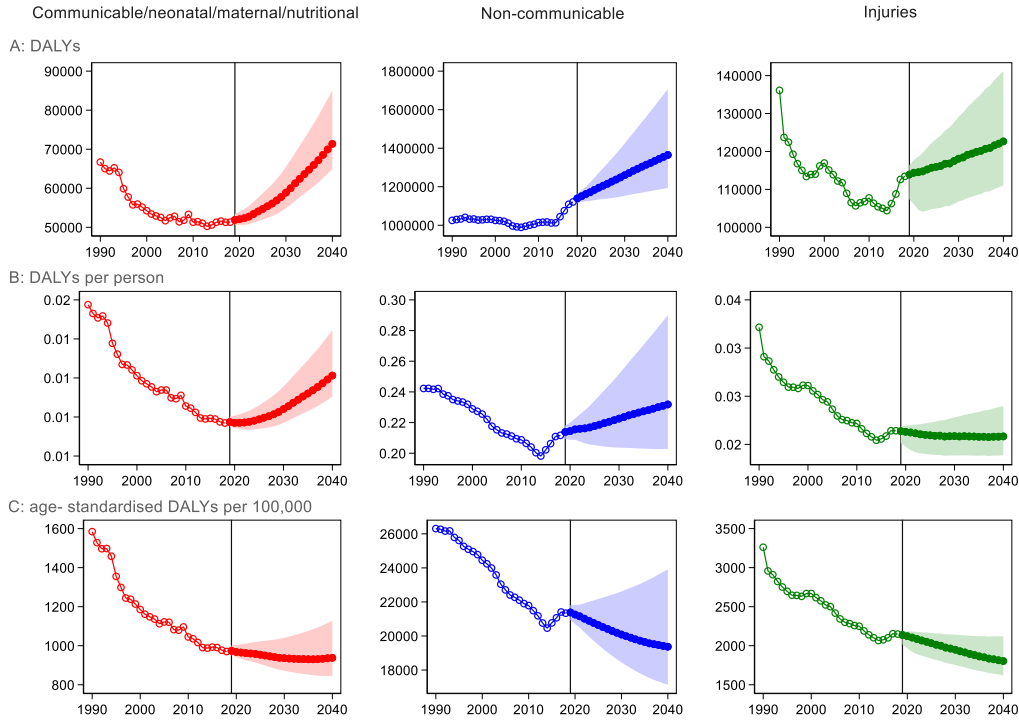 Communicable/neonatal/maternal/nutritional Non-communicable Injuries
A: DALYs
90000 80000 70000 60000 50000
1990 2000 2010 2020 2030 2040
1800000 1600000 1400000 1200000 1000000
1990 2000 2010 2020 2030 2040
140000 130000 120000 110000 100000
1990 2000 2010 2020 2030 2040
B: DALYs per person
0.02 0.01 0.01 0.01 0.01
1990 2000 2010 2020 2030 2040
0.30 0.28 0.26 0.24 0.22 0.20
1990 2000 2010 2020 2030 2040
0.04 0.03 0.03 0.02
1990 2000 2010 2020 2030 2040
C: age- standardised DALYs per 100,000
1600 1400 1200 1000 800
1990 2000 2010 2020 2030 2040
26000 24000 22000 20000 18000
1990 2000 2010 2020 2030 2040
3500 3000 2500 2000 1500
1990 2000 2010 2020 2030 2040